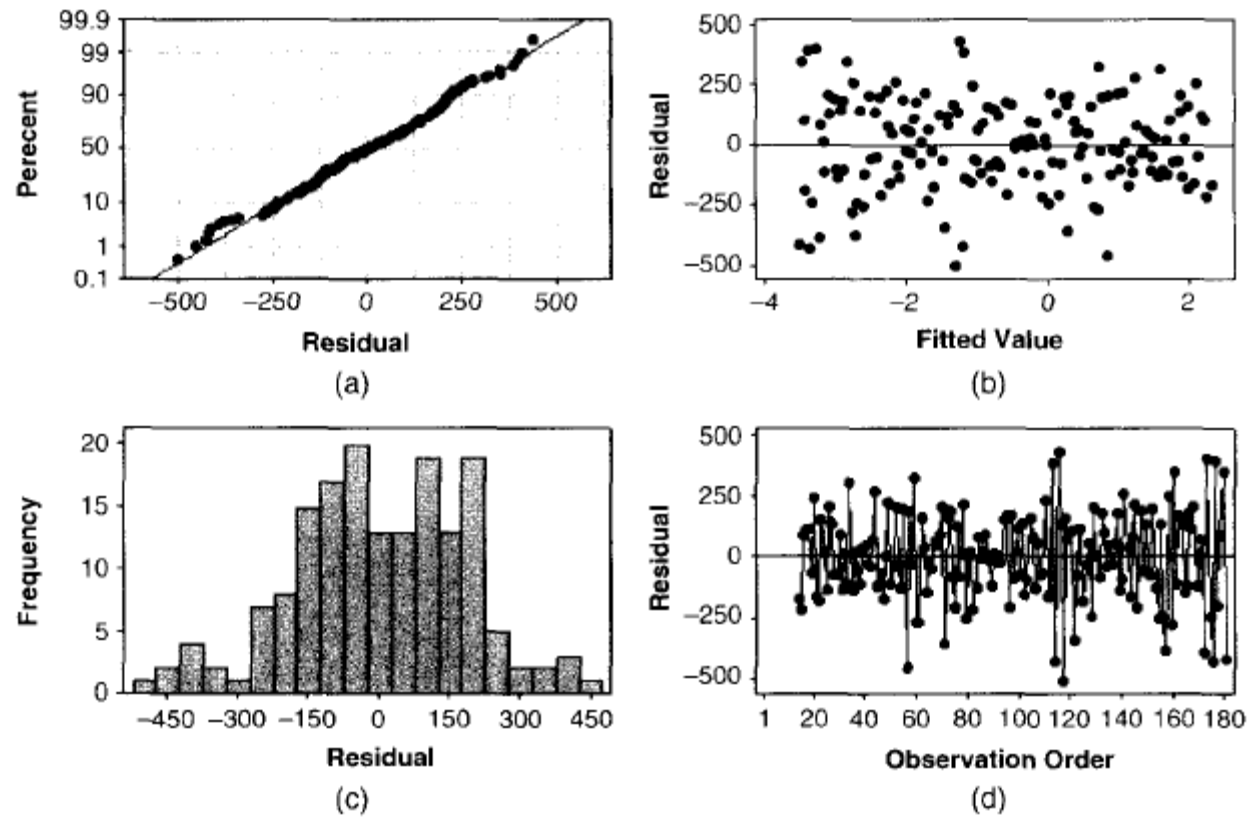 99.9
99
90
50
10
1
0.1
Perecent
−500 −250 0 250 500
Residual
(a)
500
250
0
−250
−500
Residual
−4 −2 0 2
Fitted Value
(b)
20
15
10
5
0
Frequency
−450 −300 −150 0 150 300 450
Residual
(c)
500
250
0
−250
−500
Residual
1 20 40 60 80 100 120 140 160 180
Observation Order
(d)